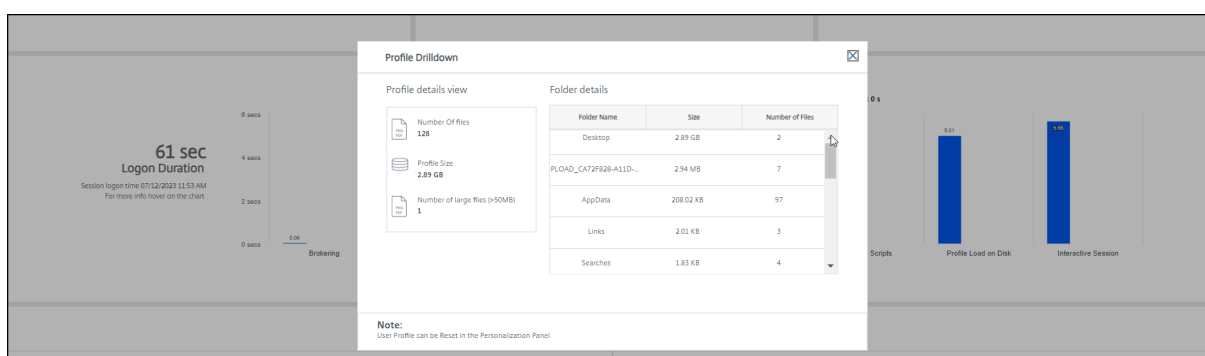 Profile Drilldown
Profile details view
Number Of files
128
Profile Size
2.89 GB
Number of large files (>50MB)
1
Folder details
Folder Name Size Number of Files
Desktop 2.89 GB 2
PLOAD_CA72F828-A11D-... 2.94 MB 7
AppData 208.02 KB 97
Links 2.01 KB 3
Searches 1.83 KB 4
Note:
User Profile can be Reset in the Personalization Panel
61 sec
Logon Duration
Session logon time 07/12/2023 11:53 AM
For more info hover on the chart
6 secs
4 secs
2 secs
0 secs
Brokering
0 s
Scripts
Profile Load on Disk
Interactive Session